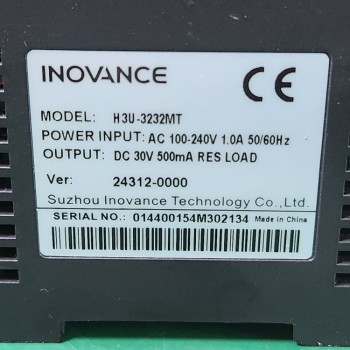 INOVANCE CE
MODEL: H3U-3232MT
POWER INPUT: AC 100-240V 1.0A 50/60Hz
OUTPUT: DC 30V 500mA RES LOAD
Ver: 24312-0000
Suzhou Inovance Technology Co., Ltd.
SERIAL NO.: 014400154M302134 Made in China